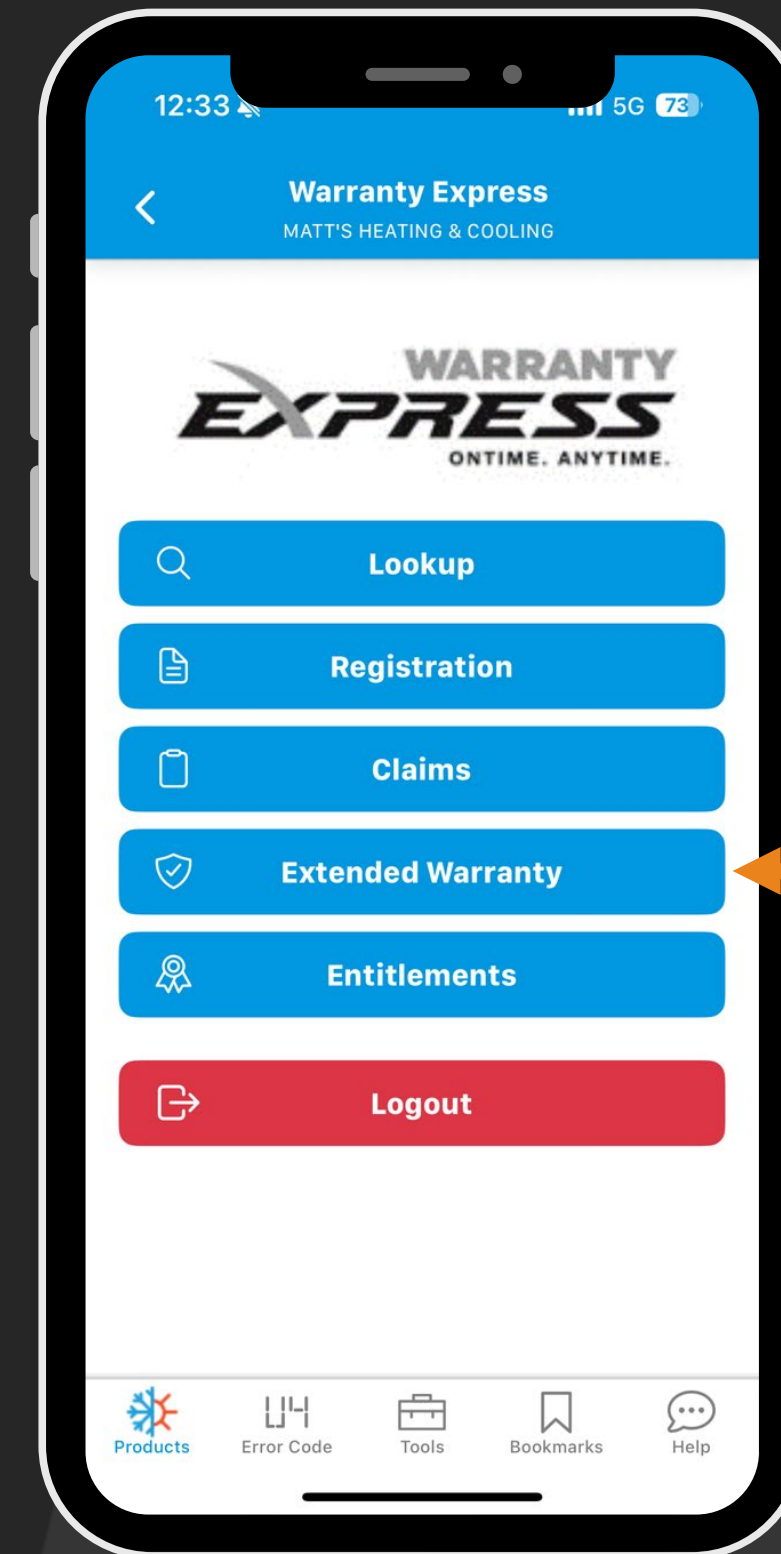 12:33
5G 73
Warranty Express
MATT'S HEATING & COOLING
WARRANTY
EXPRESS
ONTIME. ANYTIME.
Lookup
Registration
Claims
Extended Warranty
Entitlements
Logout
U4
Products Error Code Tools Bookmarks Help